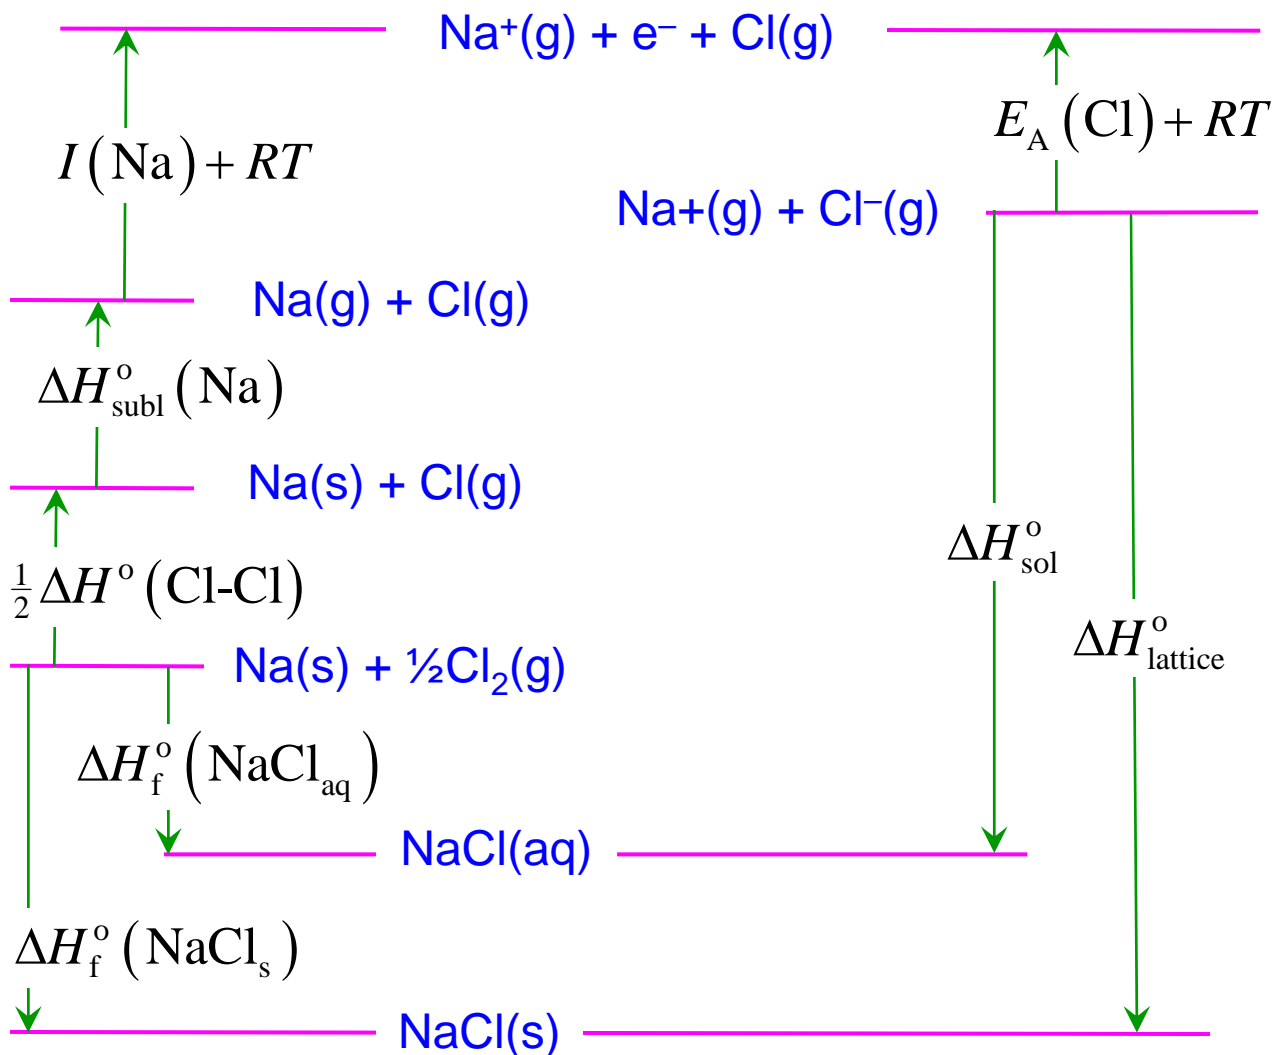 Na⁺(g) + e⁻ + Cl(g)
I(Na) + RT
E_A(Cl) + RT
Na+(g) + Cl⁻(g)
Na(g) + Cl(g)
ΔH°_subl(Na)
Na(s) + Cl(g)
ΔH°_sol
½ΔH°(Cl-Cl)
ΔH°_lattice
Na(s) + ½Cl₂(g)
ΔH°_f(NaCl_aq)
NaCl(aq)
ΔH°_f(NaCl_s)
NaCl(s)